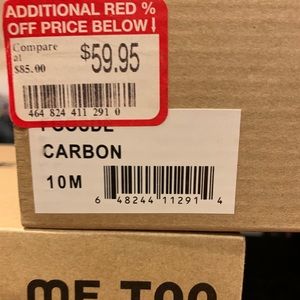 ADDITIONAL RED %
OFF PRICE BELOW!
Compare
at
$85.00
$59.95
464 824 411 291 0
CARBON
10M
6 48244 11291 4
ME TOO